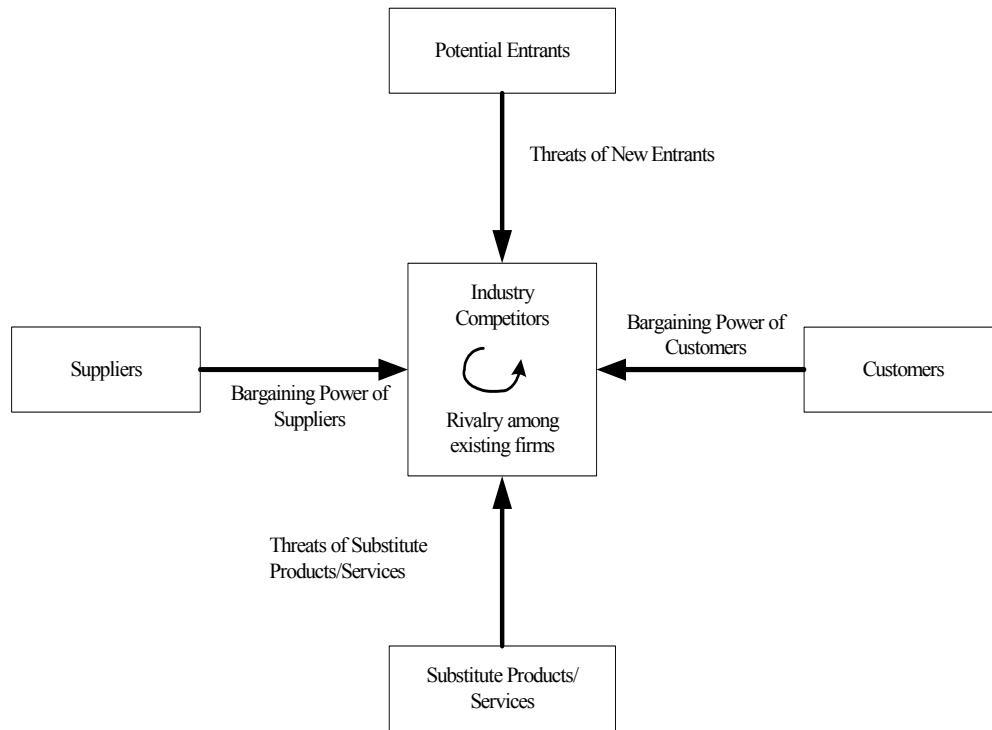 Potential Entrants
Threats of New Entrants
Industry
Competitors
Rivalry among
existing firms
Suppliers
Bargaining Power of
Suppliers
Bargaining Power of
Customers
Customers
Threats of Substitute
Products/Services
Substitute Products/
Services